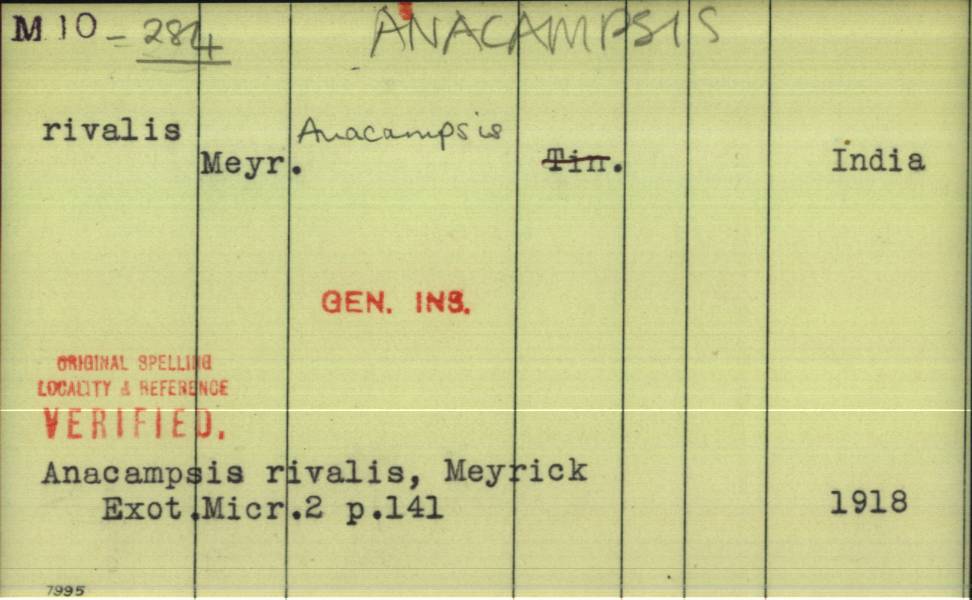 M 10 - 284 ANACAMPSIS
rivalis Anacampsis
Meyr. Tin. India
GEN. INS.
ORIGINAL SPELLING
LOCALITY & REFERENCE
VERIFIED.
Anacampsis rivalis, Meyrick
Exot.Micr.2 p.141 1918
7995